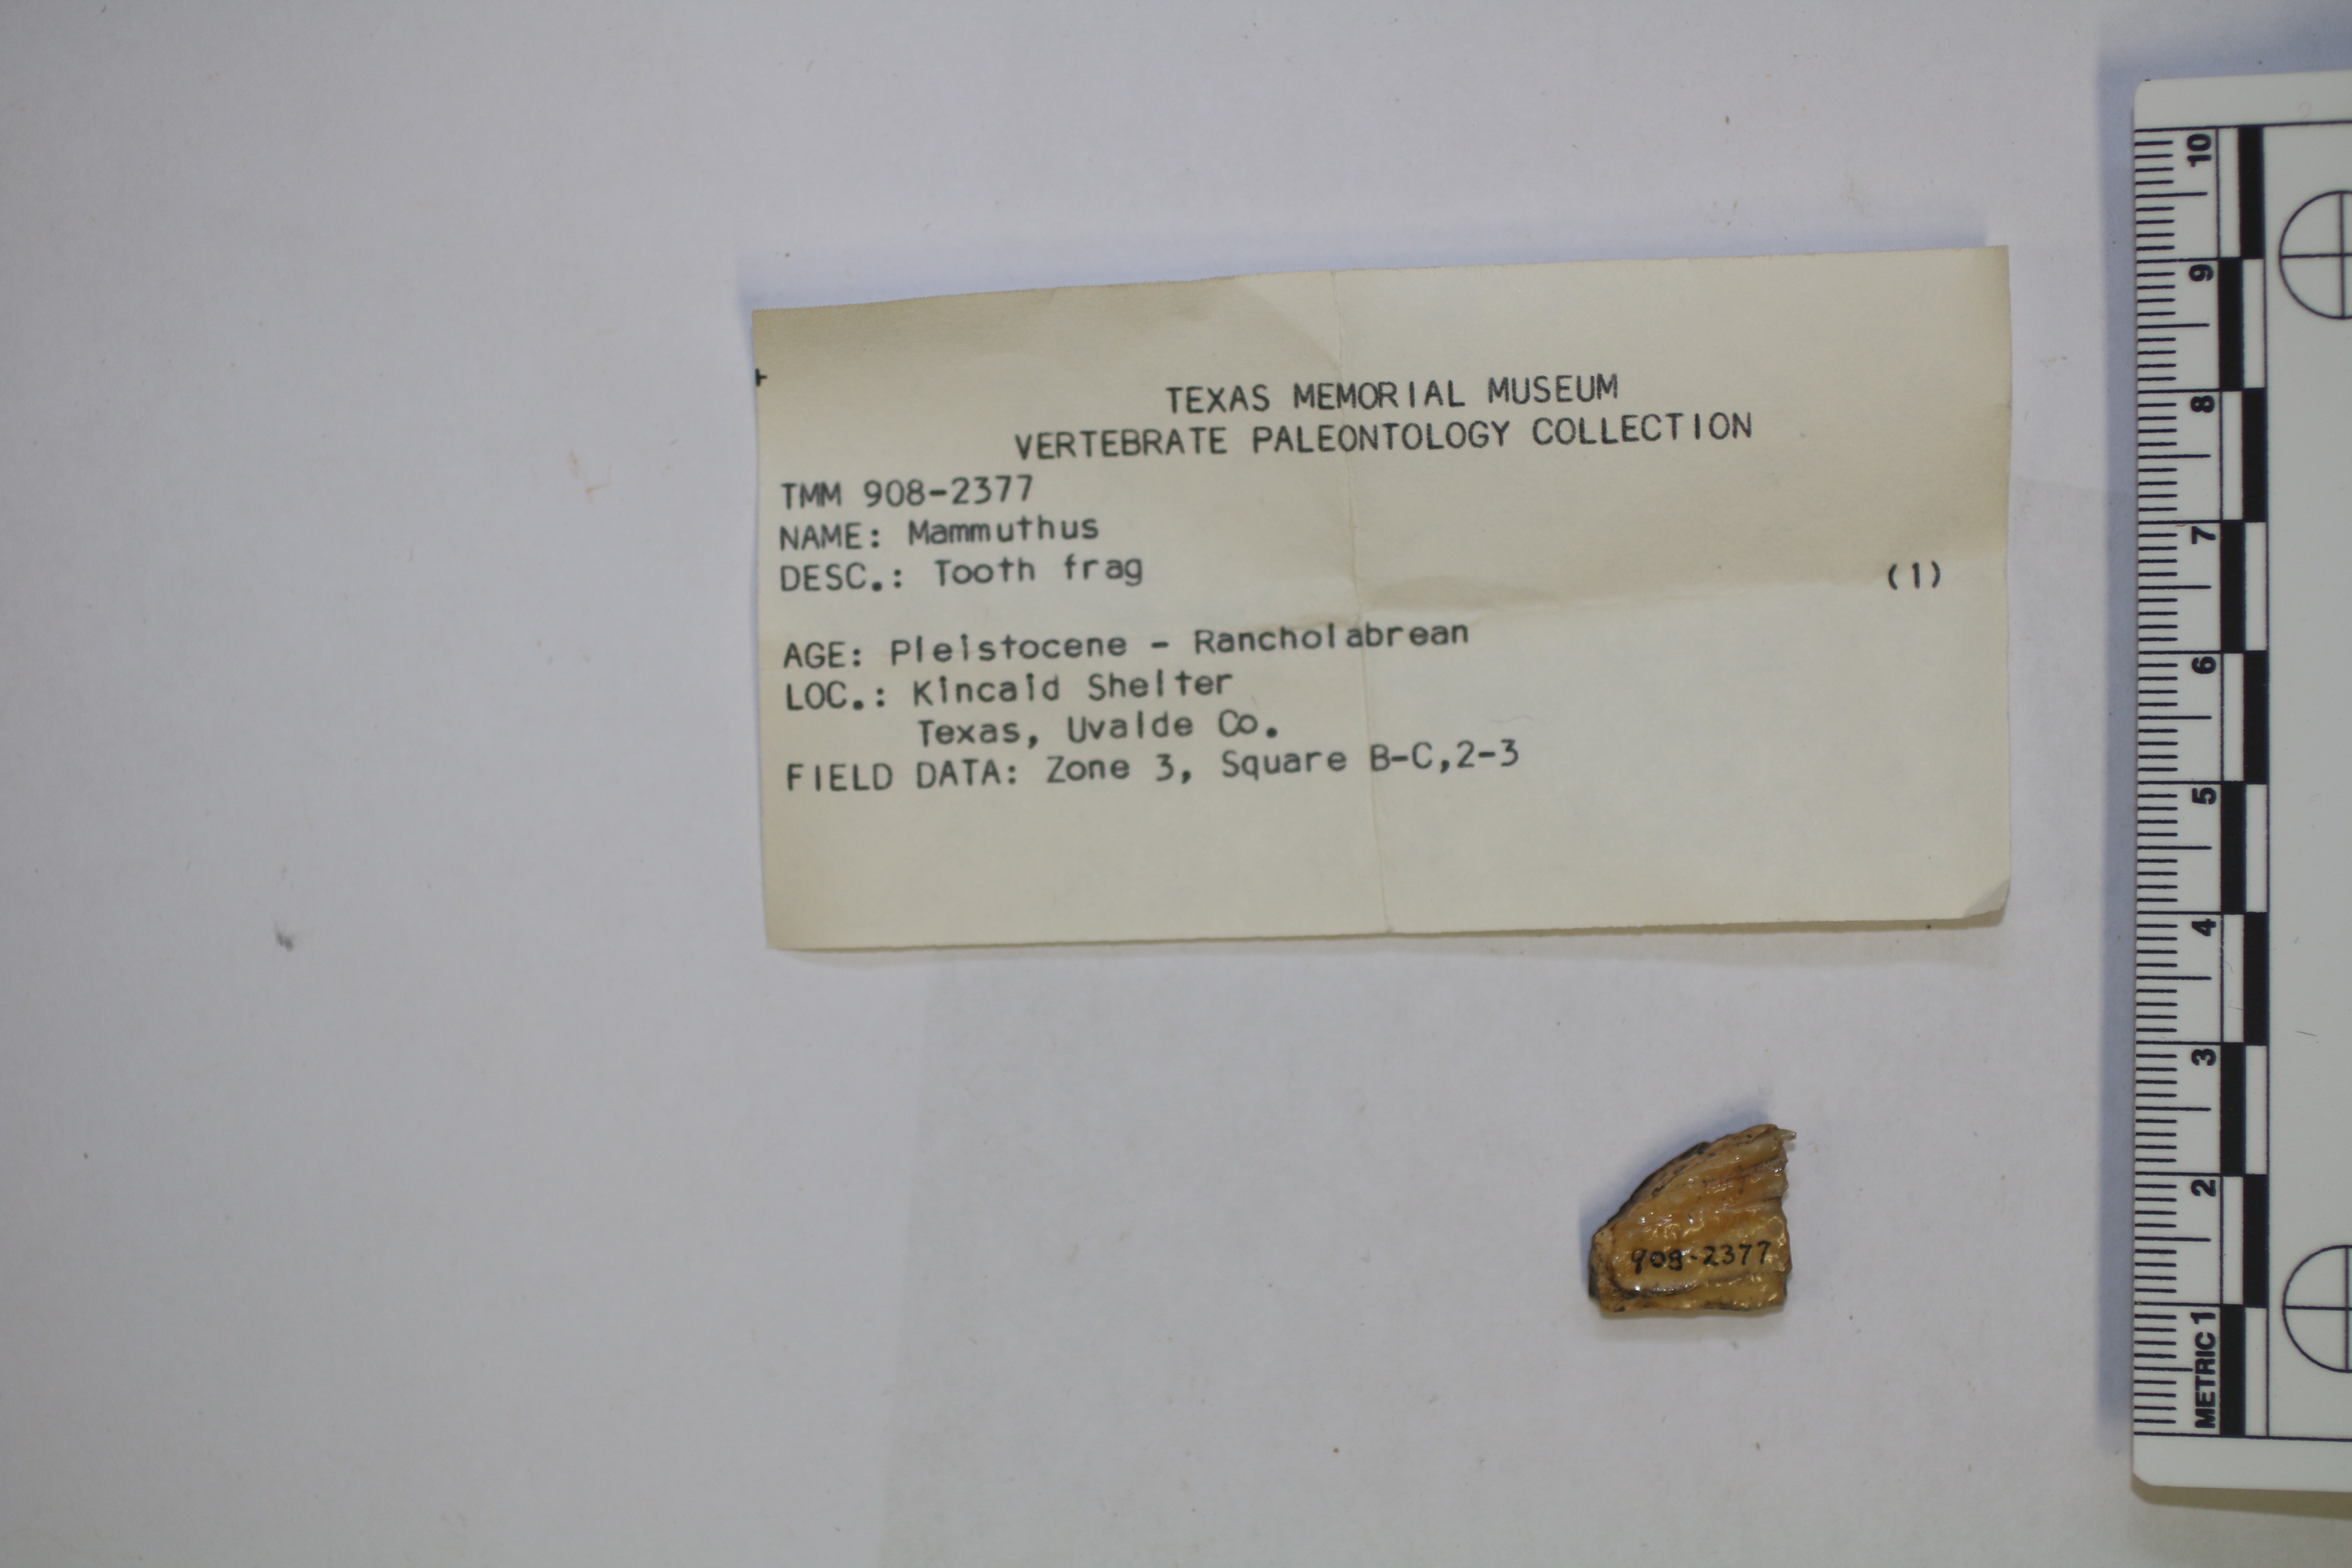 TEXAS MEMORIAL MUSEUM
VERTEBRATE PALEONTOLOGY COLLECTION
TMM 908-2377
NAME: Mammuthus
DESC.: Tooth frag (1)
AGE: Pleistocene - Rancholabrean
LOC.: Kincaid Shelter
Texas, Uvalde Co.
FIELD DATA: Zone 3, Square B-C,2-3
908-2377
METRIC 1 2 3 4 5 6 7 8 9 10